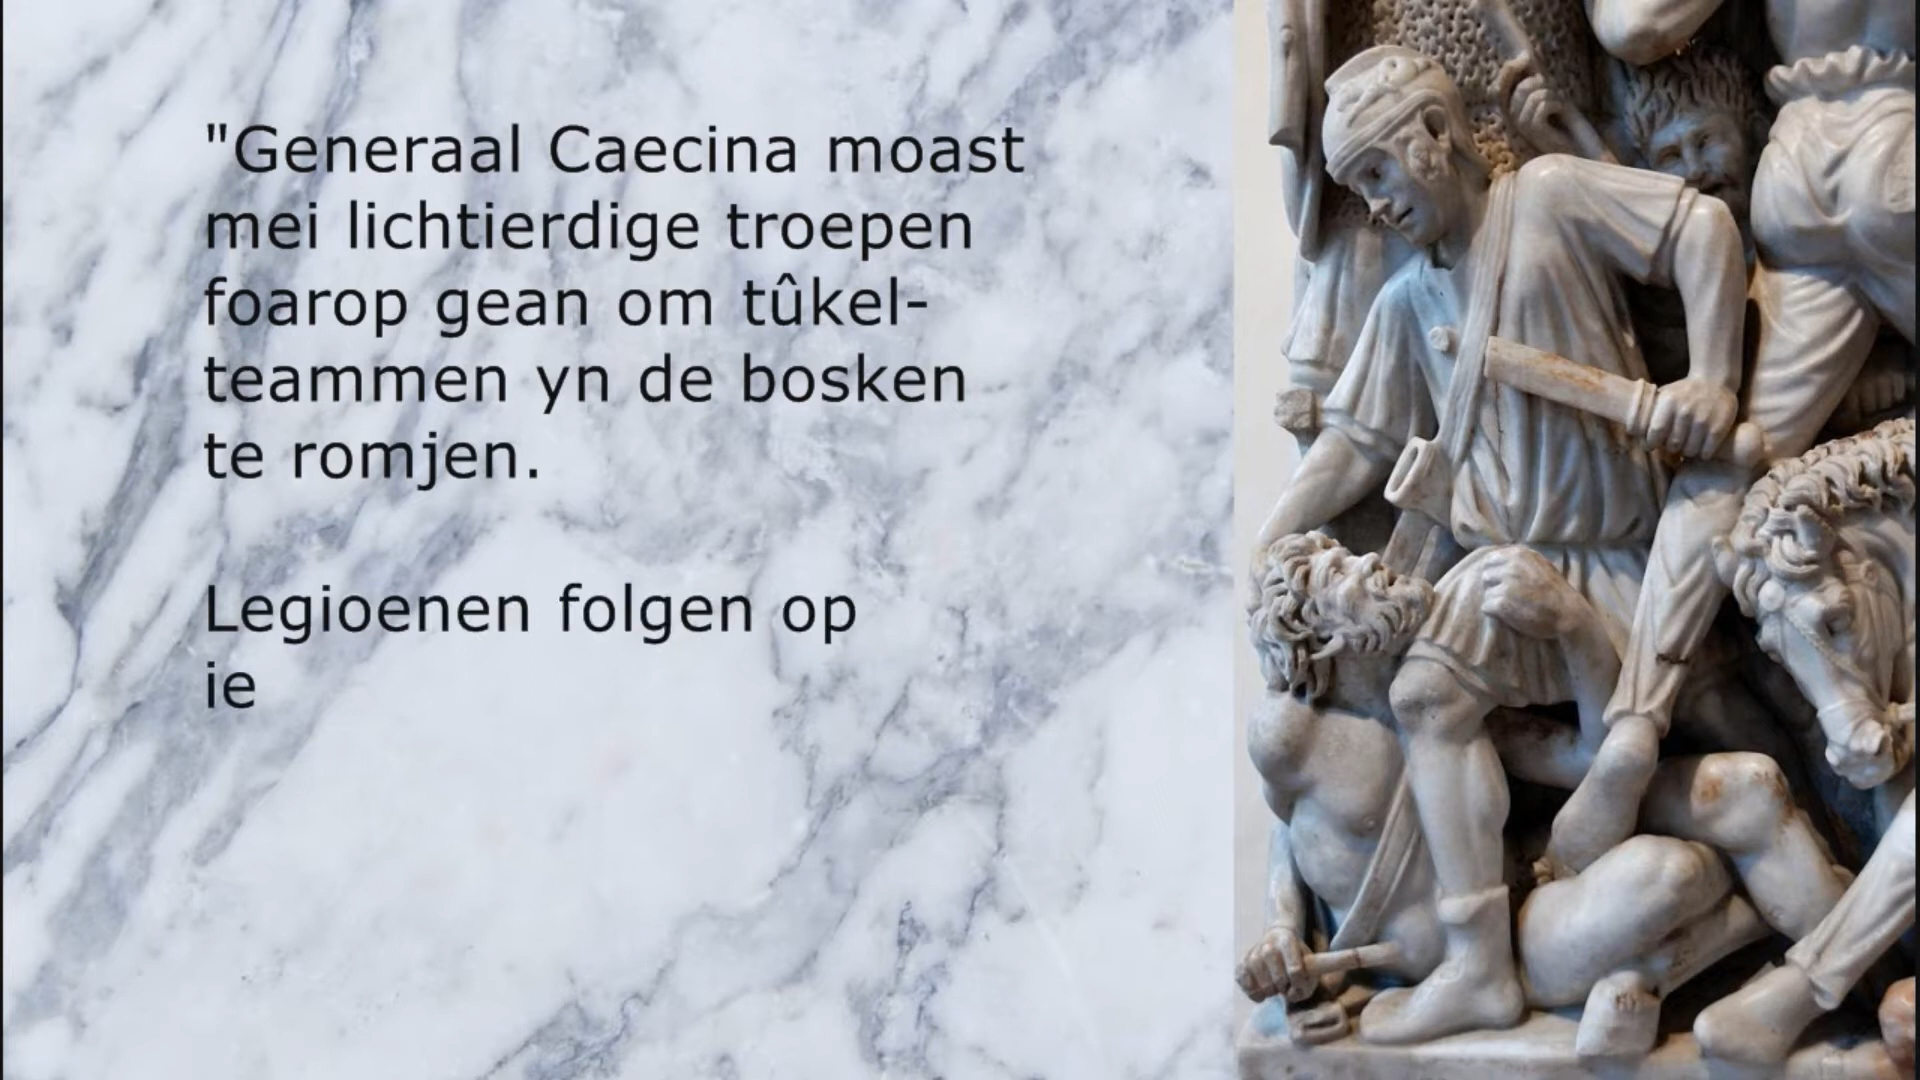 "Generaal Caecina moast
mei lichtierdige troepen
foarop gean om tûkel-
teammen yn de bosken
te romjen.
Legioenen folgen op
ie